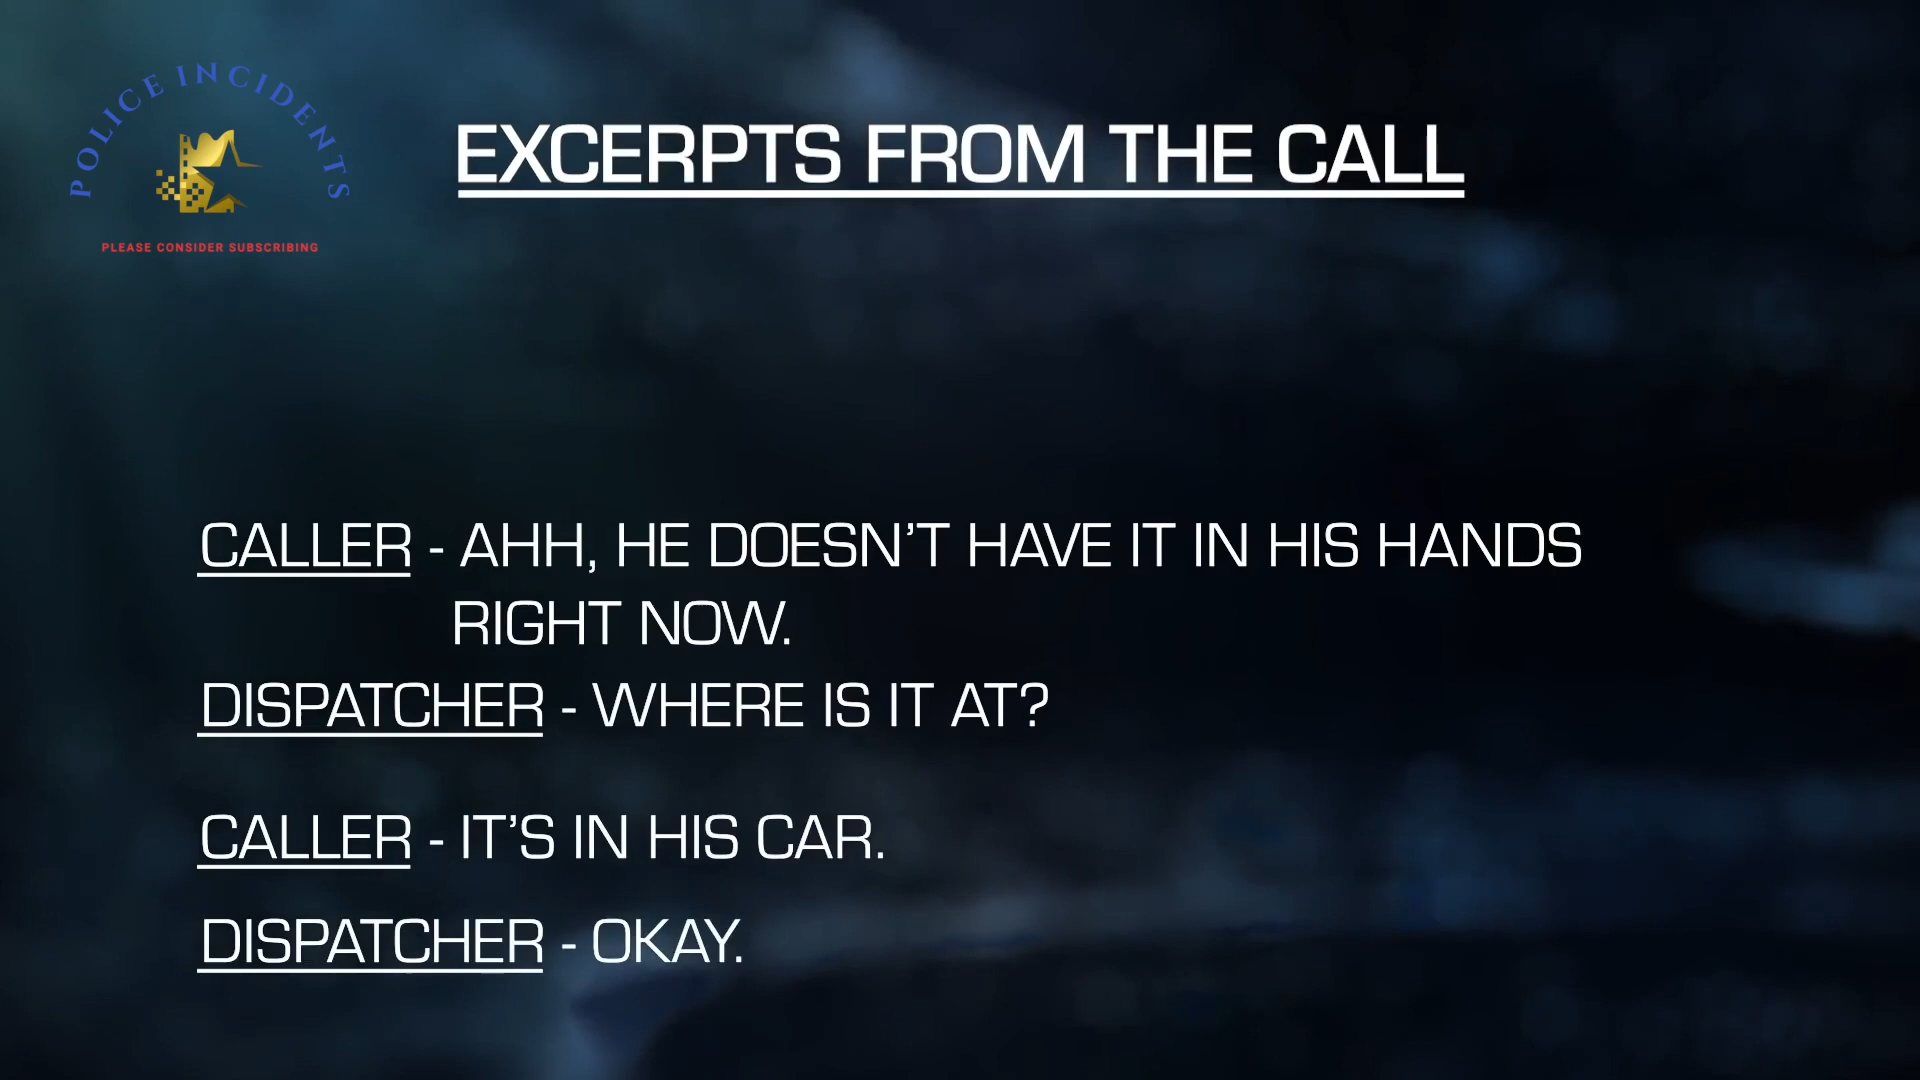 POLICE INCIDENTS
PLEASE CONSIDER SUBSCRIBING
EXCERPTS FROM THE CALL
CALLER - AHH, HE DOESN’T HAVE IT IN HIS HANDS
RIGHT NOW.
DISPATCHER - WHERE IS IT AT?
CALLER - IT’S IN HIS CAR.
DISPATCHER - OKAY.